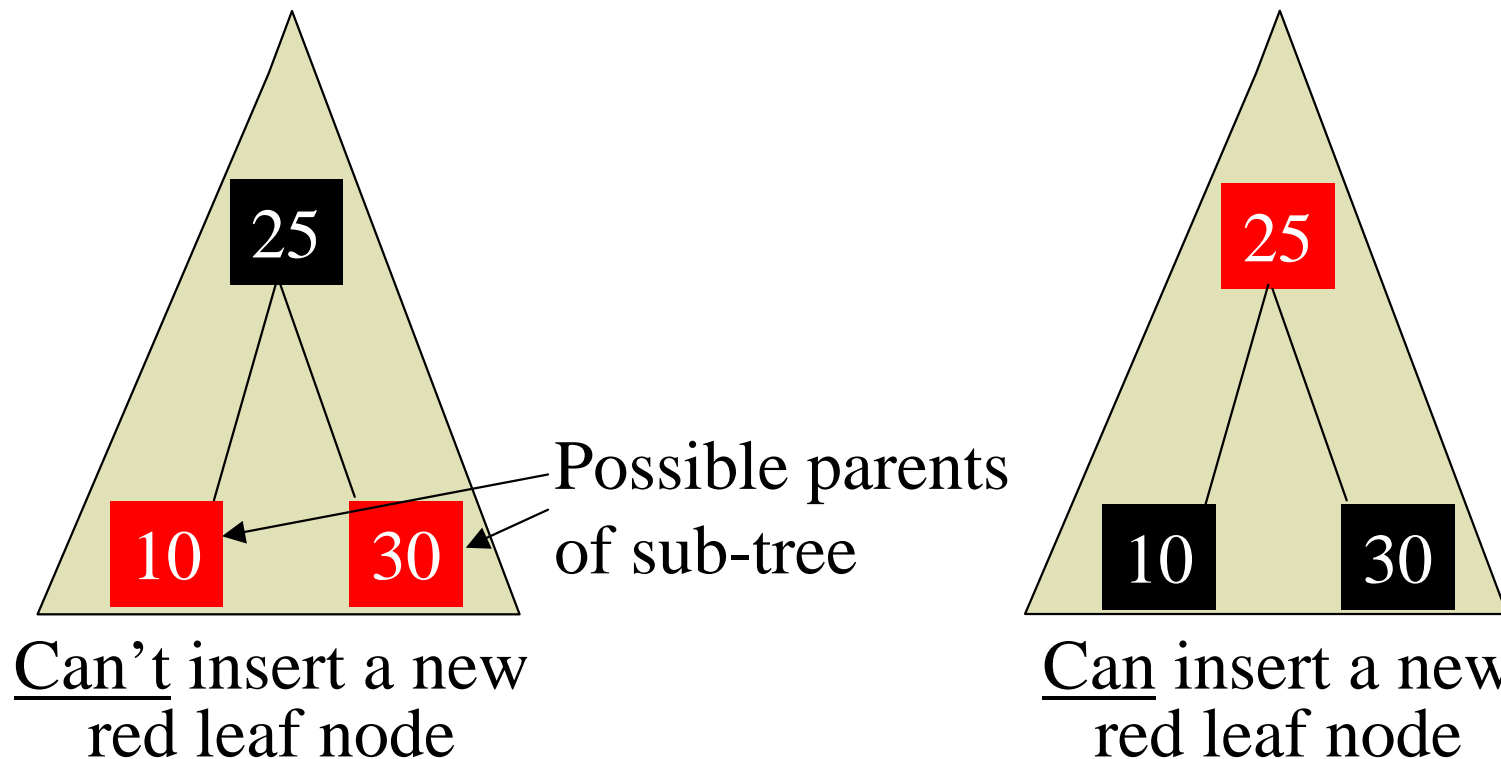 25
10
30
Can't insert a new
red leaf node
Possible parents
of sub-tree
25
10
30
Can insert a new
red leaf node